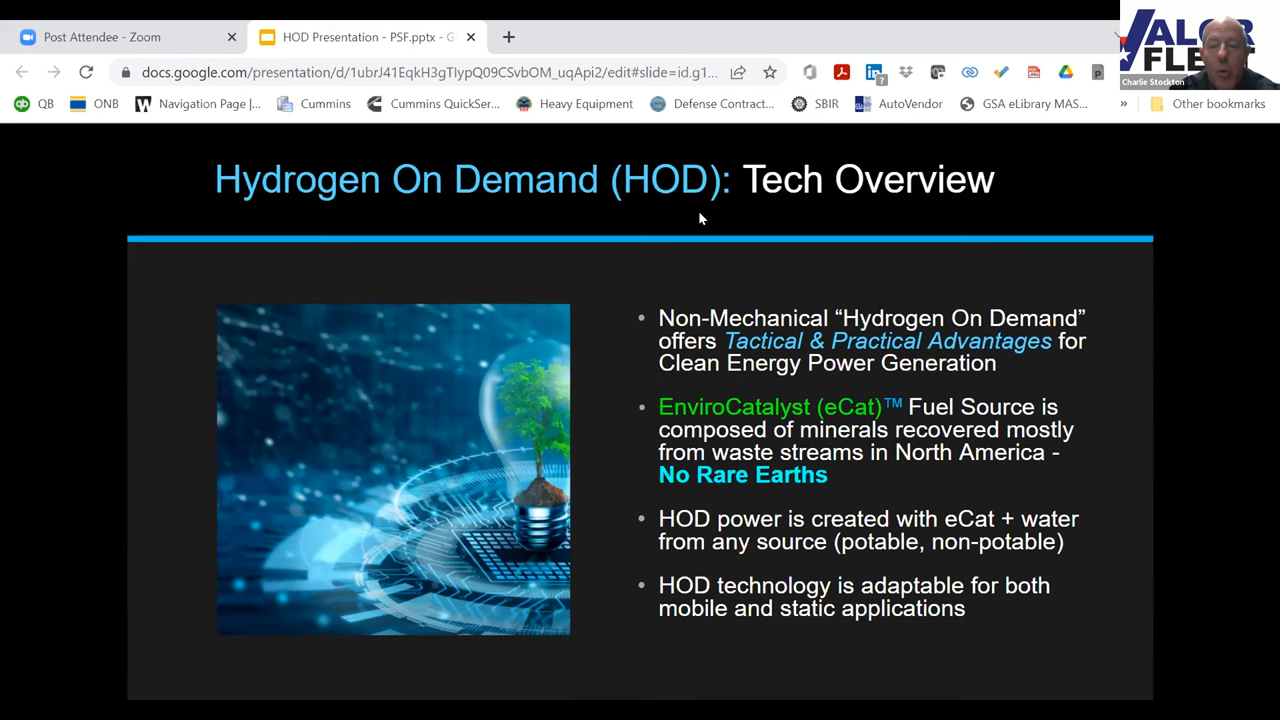 Post Attendee - Zoom
HOD Presentation - PSF.pptx - G
docs.google.com/presentation/d/1ukrJ41EqkH3gTIypQ
CSvbOM_uqApi2/edit#slide=id.g1...
QB
ONB
Navigation Page |...
Cummins
Cummins QuickSer...
Heavy Equipment
Defense Contract...
SBIR
AutoVendor
GSA eLibrary MAS...
»
Other bookmarks
VALOR
FLEET
Charlie Stockton
Hydrogen On Demand (HOD): Tech Overview
• Non-Mechanical “Hydrogen On Demand”
offers Tactical & Practical Advantages for
Clean Energy Power Generation
• EnviroCatalyst (eCat)™ Fuel Source is
composed of minerals recovered mostly
from waste streams in North America -
No Rare Earths
• HOD power is created with eCat + water
from any source (potable, non-potable)
• HOD technology is adaptable for both
mobile and static applications